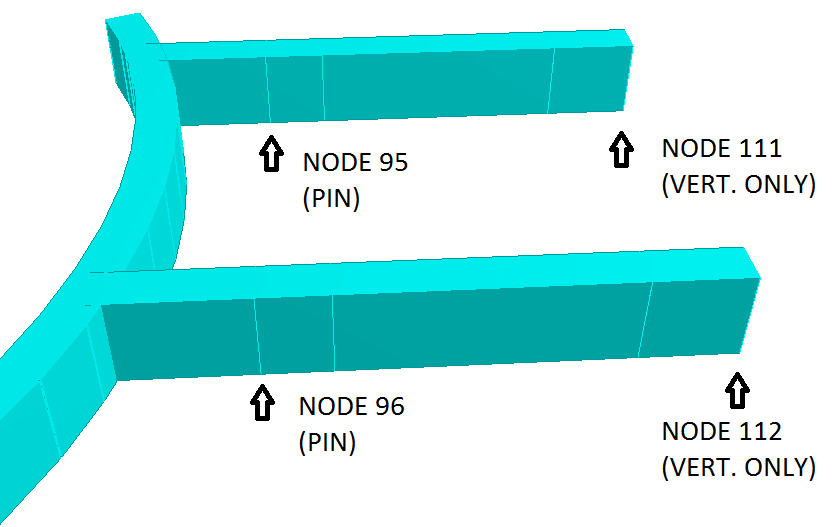 NODE 95
(PIN)
NODE 111
(VERT. ONLY)
NODE 96
(PIN)
NODE 112
(VERT. ONLY)